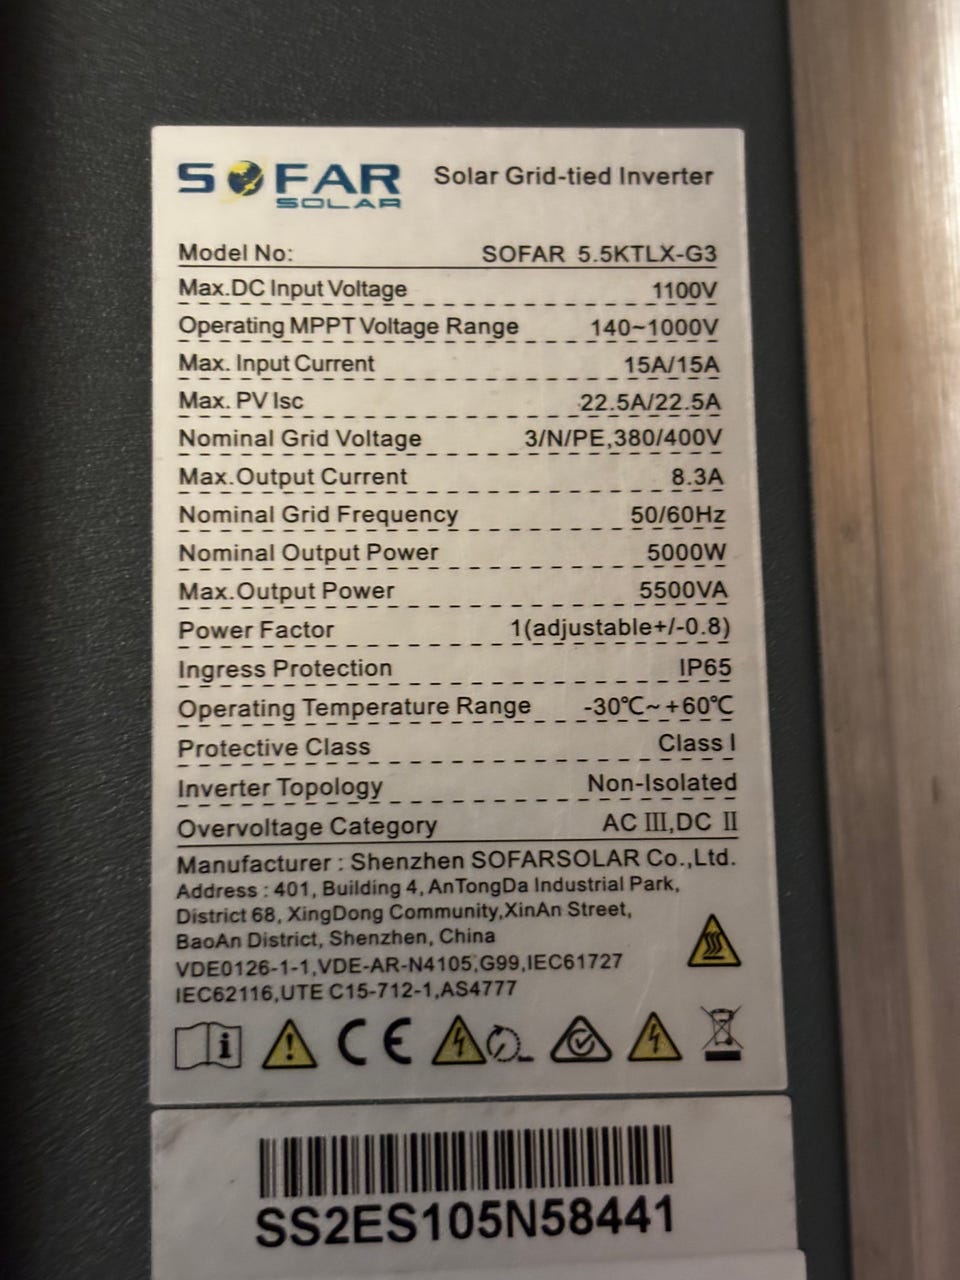 SOFAR
SOLAR
Solar Grid-tied Inverter
Model No: SOFAR 5.5KTLX-G3
Max.DC Input Voltage 1100V
Operating MPPT Voltage Range 140~1000V
Max. Input Current 15A/15A
Max. PV Isc 22.5A/22.5A
Nominal Grid Voltage 3/N/PE,380/400V
Max.Output Current 8.3A
Nominal Grid Frequency 50/60Hz
Nominal Output Power 5000W
Max.Output Power 5500VA
Power Factor 1(adjustable+/-0.8)
Ingress Protection IP65
Operating Temperature Range -30℃~+60℃
Protective Class Class I
Inverter Topology Non-Isolated
Overvoltage Category AC Ⅲ,DC Ⅱ
Manufacturer : Shenzhen SOFARSOLAR Co.,Ltd.
Address : 401, Building 4, AnTongDa Industrial Park,
District 68, XingDong Community,XinAn Street,
BaoAn District, Shenzhen, China
VDE0126-1-1,VDE-AR-N4105,G99,IEC61727
IEC62116,UTE C15-712-1,AS4777
CE
SS2ES105N58441